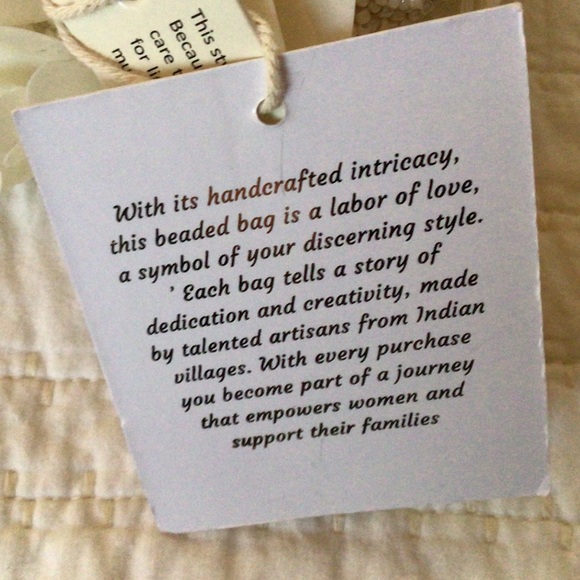 This st
Becau
care t
for li
mu
With its handcrafted intricacy,
this beaded bag is a labor of love,
a symbol of your discerning style.
’ Each bag tells a story of
dedication and creativity, made
by talented artisans from Indian
villages. With every purchase
you become part of a journey
that empowers women and
support their families